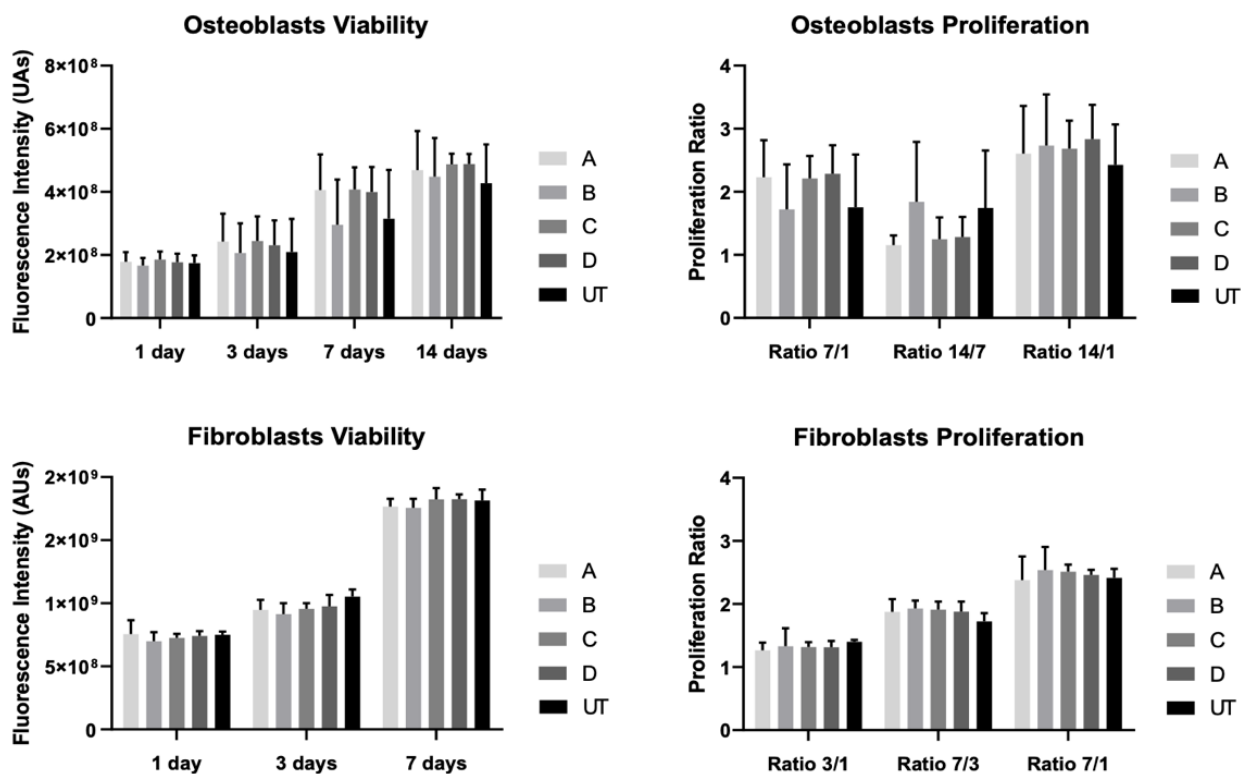 Osteoblasts Viability
Fluorescence Intensity (UAs)
8×10⁸
6×10⁸
4×10⁸
2×10⁸
0
1 day 3 days 7 days 14 days
A
B
C
D
UT
Osteoblasts Proliferation
Proliferation Ratio
4
3
2
1
0
Ratio 7/1 Ratio 14/7 Ratio 14/1
A
B
C
D
UT
Fibroblasts Viability
Fluorescence Intensity (AUs)
2×10⁹
2×10⁹
1×10⁹
5×10⁸
0
1 day 3 days 7 days
A
B
C
D
UT
Fibroblasts Proliferation
Proliferation Ratio
4
3
2
1
0
Ratio 3/1 Ratio 7/3 Ratio 7/1
A
B
C
D
UT